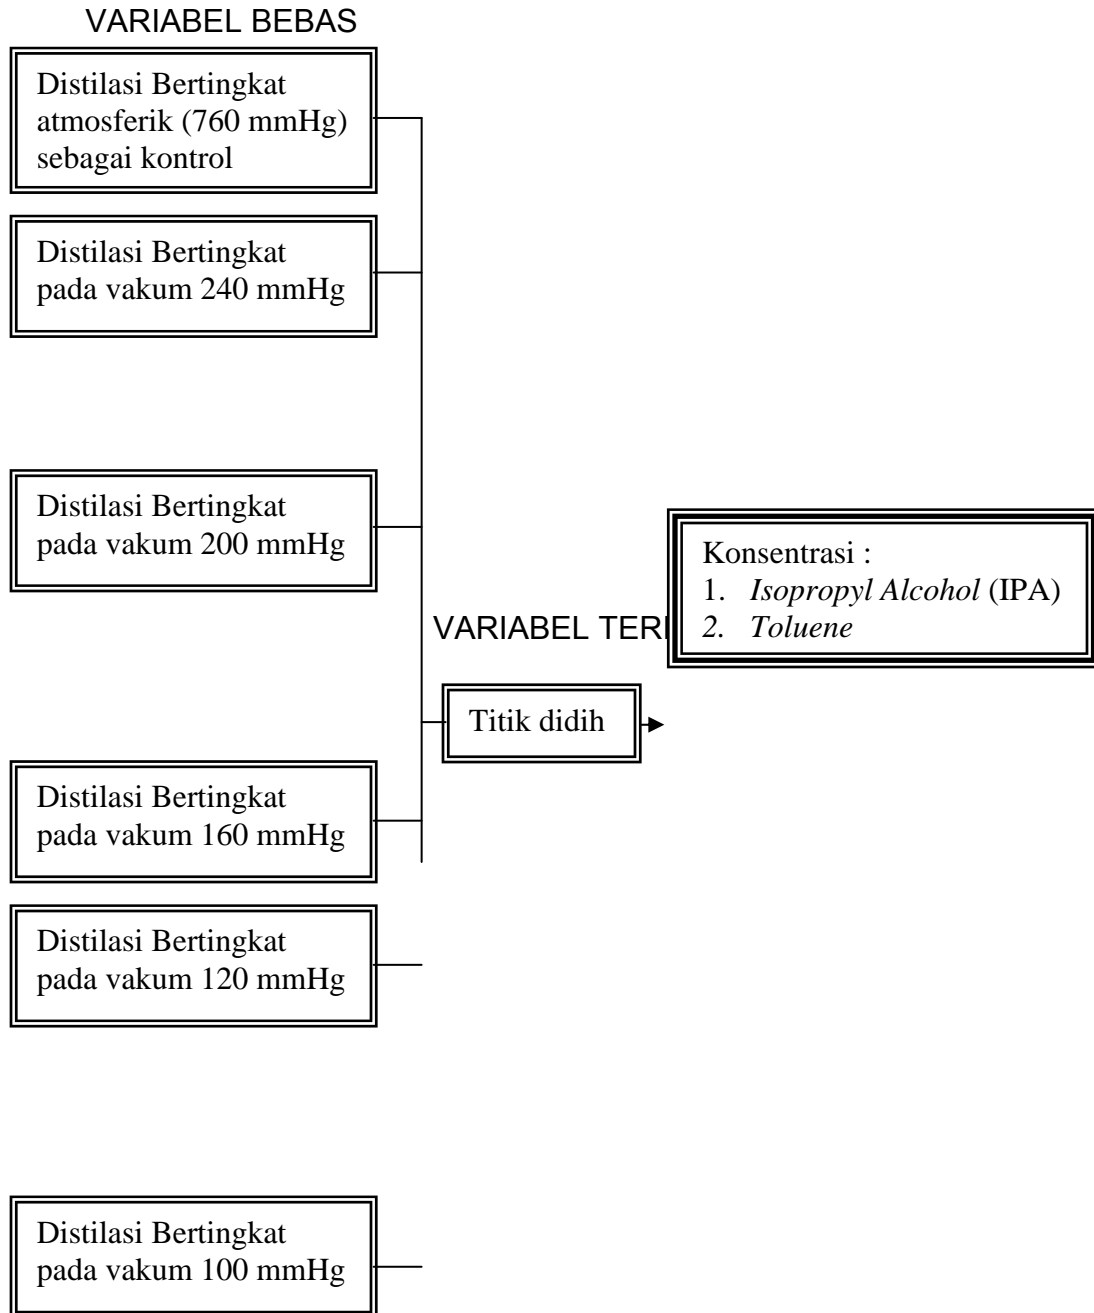 VARIABEL BEBAS
Distilasi Bertingkat
atmosferik (760 mmHg)
sebagai kontrol
Distilasi Bertingkat
pada vakum 240 mmHg
Distilasi Bertingkat
pada vakum 200 mmHg
Konsentrasi :
1. Isopropyl Alcohol (IPA)
2. Toluene
VARIABEL
Titik didih
Distilasi Bertingkat
pada vakum 160 mmHg
Distilasi Bertingkat
pada vakum 120 mmHg
Distilasi Bertingkat
pada vakum 100 mmHg